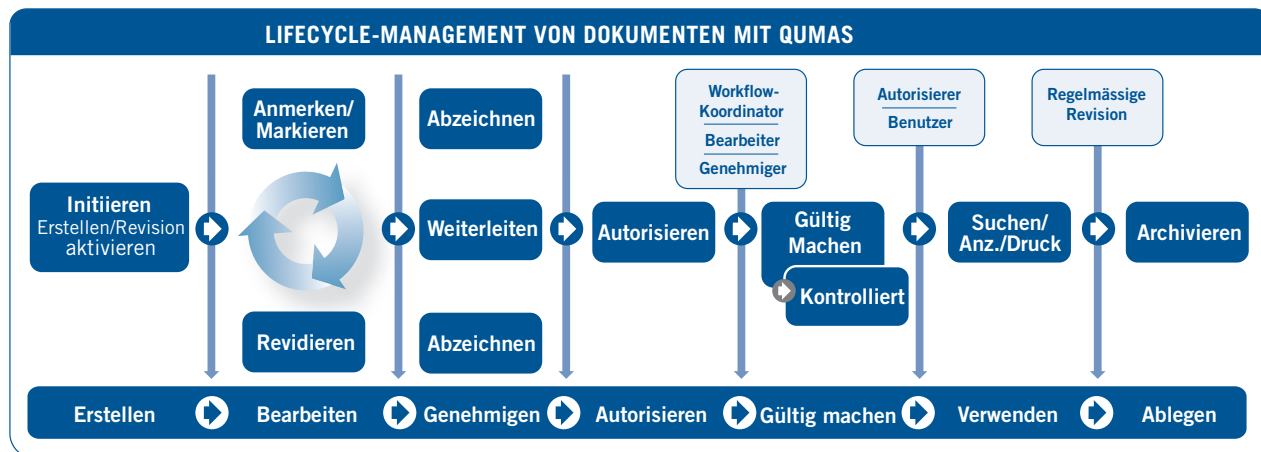 LIFECYCLE-MANAGEMENT VON DOKUMENTEN MIT QUMAS
Initiieren
Erstellen/Revision
aktivieren
Anmerken/
Markieren
Revidieren
Abzeichnen
Weiterleiten
Abzeichnen
Autorisieren
Workflow-
Koordinator
Bearbeiter
Genehmiger
Gültig
Machen
Kontrolliert
Autorisierer
Benutzer
Suchen/
Anz./Druck
Regelmässige
Revision
Archivieren
Erstellen
Bearbeiten
Genehmigen
Autorisieren
Gültig machen
Verwenden
Ablegen